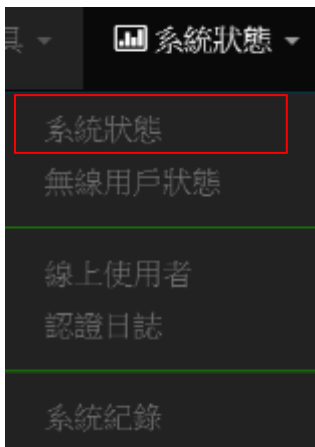 具 系統狀態
系統狀態
無線用戶狀態
線上使用者
認證日誌
系統紀錄